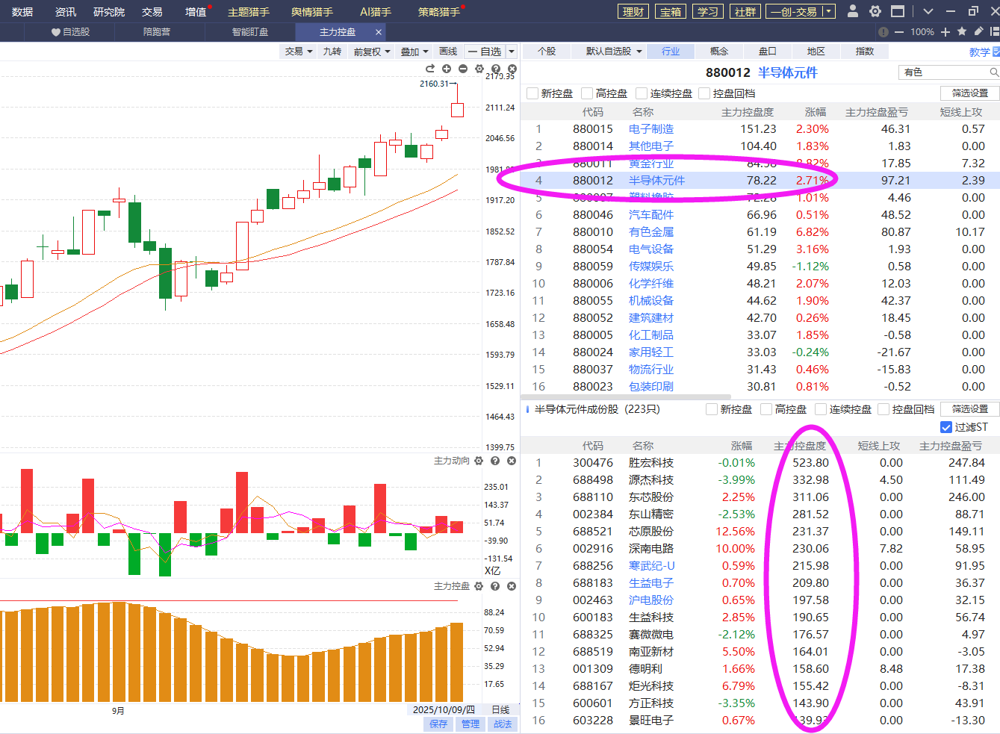 数据 资讯 研究院 交易 增值 主题猎手 舆情猎手 AI猎手 策略猎手 理财 宝箱 学习 社群 一创-交易
自选股 陪跑营 智能盯盘 主力控盘 × 100%
交易 九转 前复权 叠加 画线 一 自选 个股 默认自选股 行业 概念 盘口 地区 指数 教学
880012 半导体元件 有色
新控盘 高控盘 连续控盘 控盘回档 筛选设置
代码 名称 主力控盘度 涨幅 主力控盘盈亏 短线上攻
1 880015 电子制造 151.23 2.30% 46.31 0.57
2 880014 其他电子 104.40 1.83% 1.83 0.00
3 880011 黄金行业 84.58 8.82% 17.85 7.32
4 880012 半导体元件 78.22 2.71% 97.21 2.39
5 塑料橡胶 72.28 1.01% 4.46 0.00
6 880046 汽车配件 66.96 0.51% 48.52 0.00
7 880010 有色金属 61.19 6.82% 80.87 10.17
8 880054 电气设备 51.29 3.16% 1.93 0.00
9 880059 传媒娱乐 49.85 -1.12% 0.58 0.00
10 880006 化学纤维 48.21 2.07% 12.03 0.00
11 880055 机械设备 44.62 1.90% 42.37 0.00
12 880052 建筑建材 42.70 0.26% 18.45 0.00
13 880005 化工制品 33.07 1.85% -0.58 0.00
14 880024 家用轻工 33.03 -0.24% -21.67 0.00
15 880037 物流行业 31.43 0.46% -15.83 0.00
16 880023 包装印刷 30.81 0.81% -0.52 0.00
半导体元件成份股 (223只) 新控盘 高控盘 连续控盘 控盘回档 筛选设置
过滤ST
代码 名称 涨幅 主力控盘度 短线上攻 主力控盘盈亏
1 300476 胜宏科技 -0.01% 523.80 0.00 247.84
2 688498 源杰科技 -3.99% 332.98 4.50 111.49
3 688110 东芯股份 2.25% 311.06 0.00 246.00
4 002384 东山精密 -2.53% 281.52 0.00 88.71
5 688521 芯原股份 12.56% 231.37 0.00 149.11
6 002916 深南电路 10.00% 230.06 7.82 58.95
7 688256 寒武纪-U 0.59% 215.98 0.00 91.95
8 688183 生益电子 0.70% 209.80 0.00 36.37
9 002463 沪电股份 0.65% 197.58 0.00 32.15
10 600183 生益科技 2.85% 190.65 0.00 56.74
11 688325 赛微微电 -2.12% 176.57 0.00 4.97
12 688519 南亚新材 5.50% 164.01 0.00 -3.05
13 001309 德明利 1.66% 158.60 8.48 17.38
14 688167 炬光科技 6.79% 155.42 0.00 -8.31
15 600601 方正科技 -3.35% 143.90 0.00 43.91
16 603228 景旺电子 0.67% 139.93 0.00 -13.30
2179.35
2160.31
2111.24
2046.56
1981.88
1917.20
1852.52
1787.84
1723.16
1658.48
1593.79
1529.11
1464.43
1399.75
主力动向
235.01
143.37
51.74
-39.90
-131.54
X亿
主力控盘
88.24
70.59
52.94
35.29
17.65
9月 2025/10/09/四 日线
保存 管理 战法